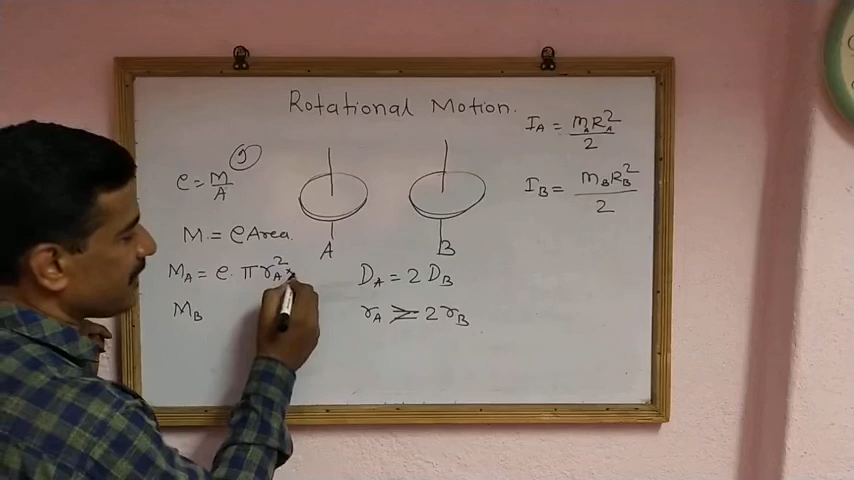 Rotational Motion.
9
ρ = M/A
M = ρ Area.
M_A = ρ. π r_A^2 ×
M_B
A
B
D_A = 2 D_B
r_A = 2 r_B
I_A = m_A R_A^2 / 2
I_B = m_B R_B^2 / 2